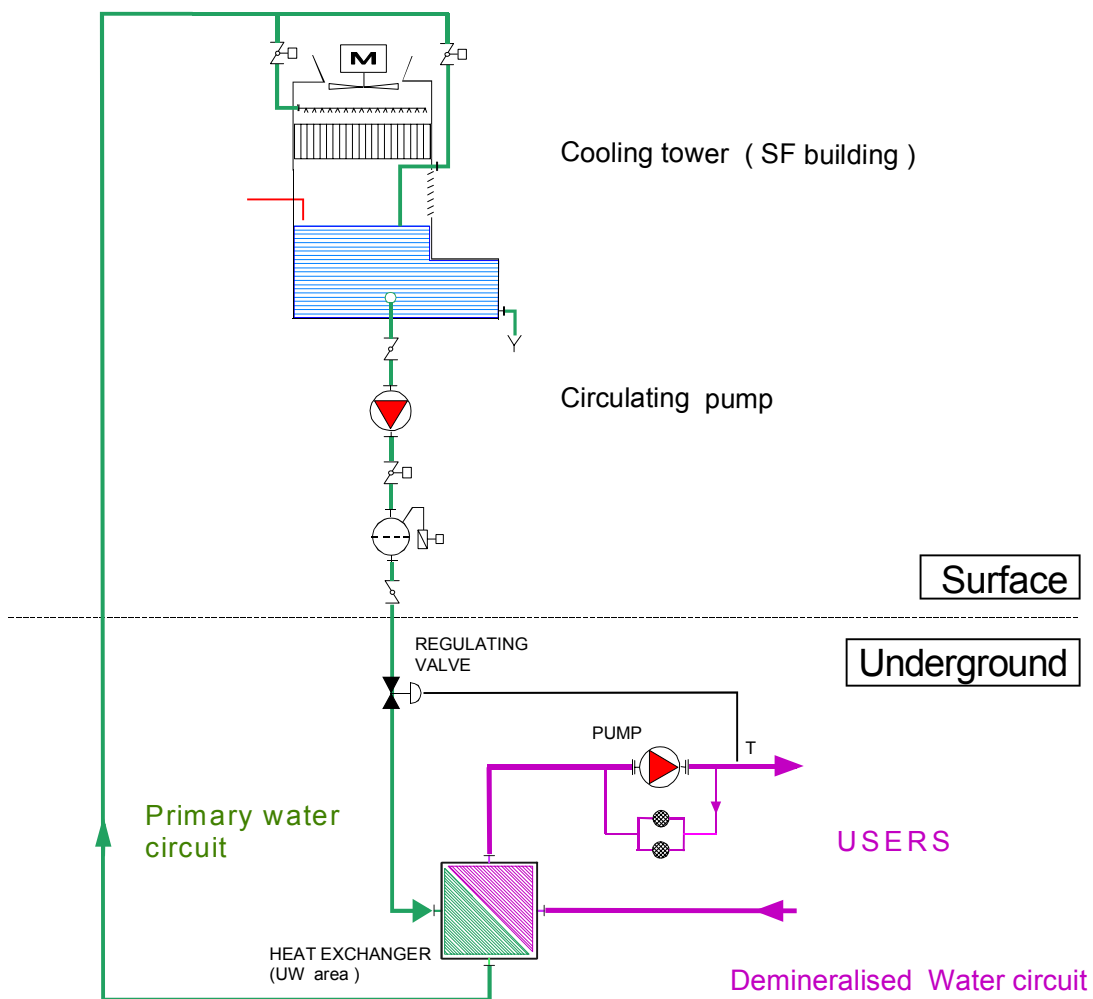 M
Cooling tower ( SF building )
Circulating pump
Surface
Underground
REGULATING
VALVE
PUMP
T
Primary water
circuit
USERS
HEAT EXCHANGER
(UW area )
Demineralised Water circuit